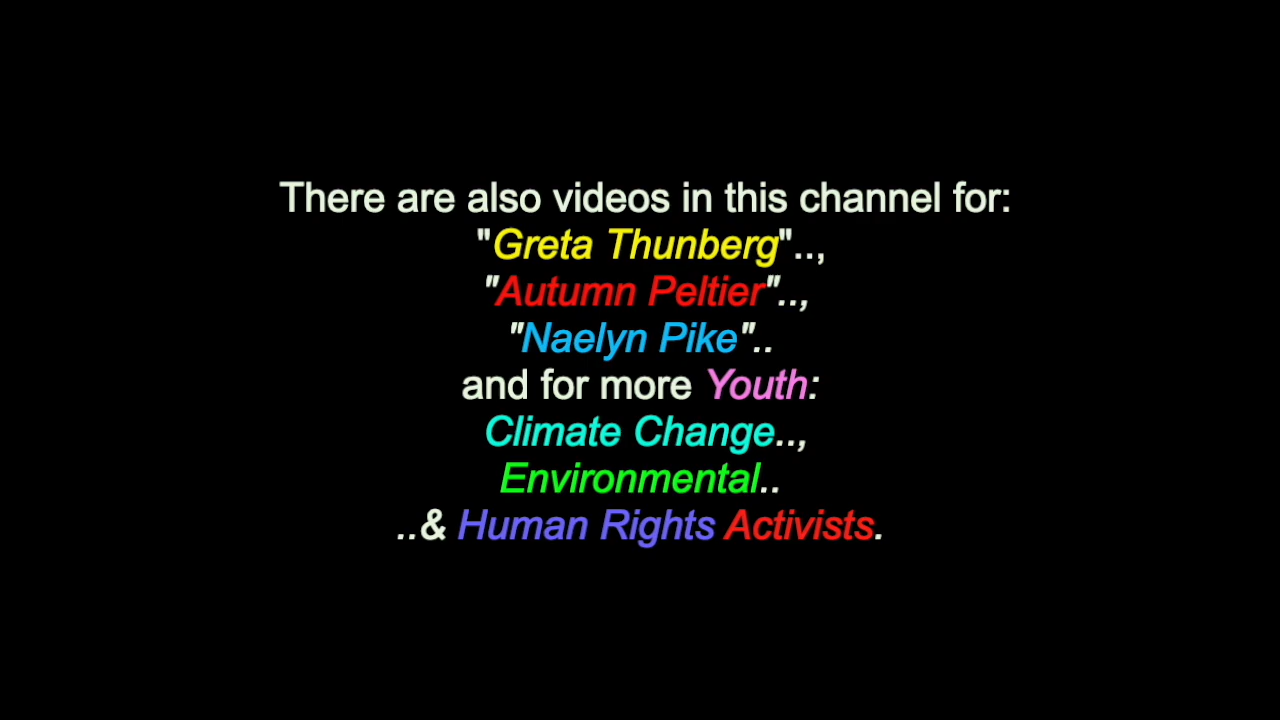 There are also videos in this channel for:
"Greta Thunberg"..,
"Autumn Peltier"..,
"Naelyn Pike"..
and for more Youth:
Climate Change..,
Environmental..
..& Human Rights Activists.